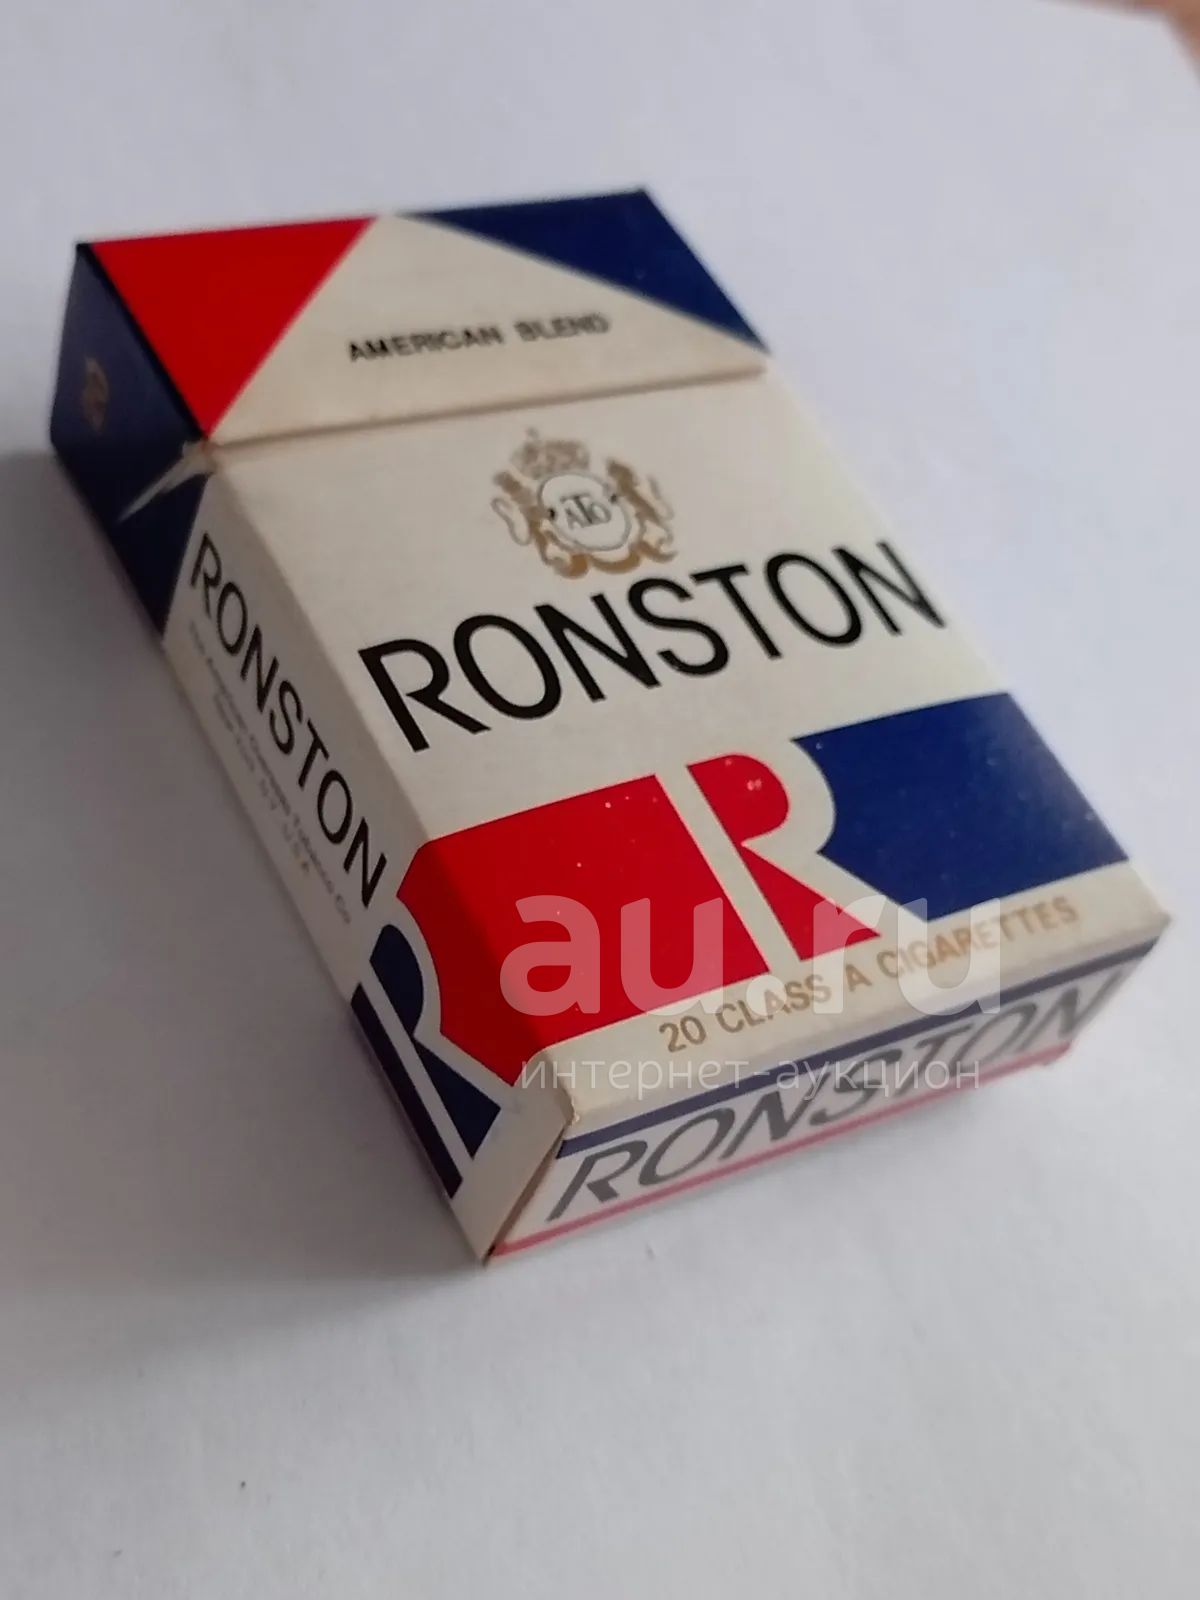 AMERICAN BLEND
ATo
RONSTON
RONSTON
20 CLASS A CIGARETTES
RONSTON
au.ru
интернет-аукцион